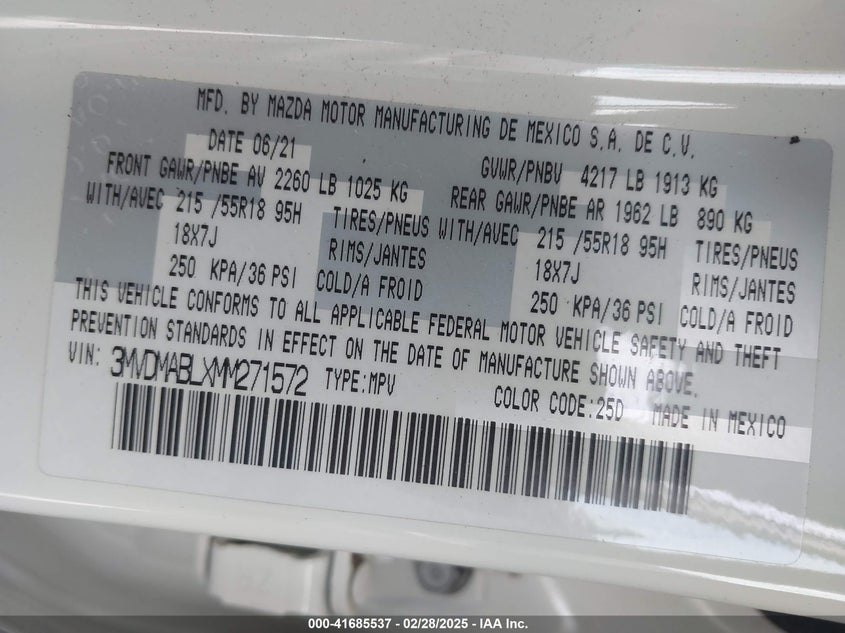 MFD. BY MAZDA MOTOR MANUFACTURING DE MEXICO S.A. DE C.V.
DATE 06/21 GVWR/PNBV 4217 LB 1913 KG
FRONT GAWR/PNBE AV 2260 LB 1025 KG REAR GAWR/PNBE AR 1962 LB 890 KG
WITH/AVEC 215 /55R18 95H TIRES/PNEUS WITH/AVEC 215 /55R18 95H TIRES/PNEUS
18X7J RIMS/JANTES 18X7J RIMS/JANTES
250 KPA/36 PSI COLD/A FROID 250 KPA/36 PSI COLD/A FROID
THIS VEHICLE CONFORMS TO ALL APPLICABLE FEDERAL MOTOR VEHICLE SAFETY AND THEFT
PREVENTION STANDARDS IN EFFECT ON THE DATE OF MANUFACTURE SHOWN ABOVE.
VIN: 3MVDMABLXMM271572 TYPE:MPV COLOR CODE:25D MADE IN MEXICO
000-41685537 - 02/28/2025 - IAA Inc.